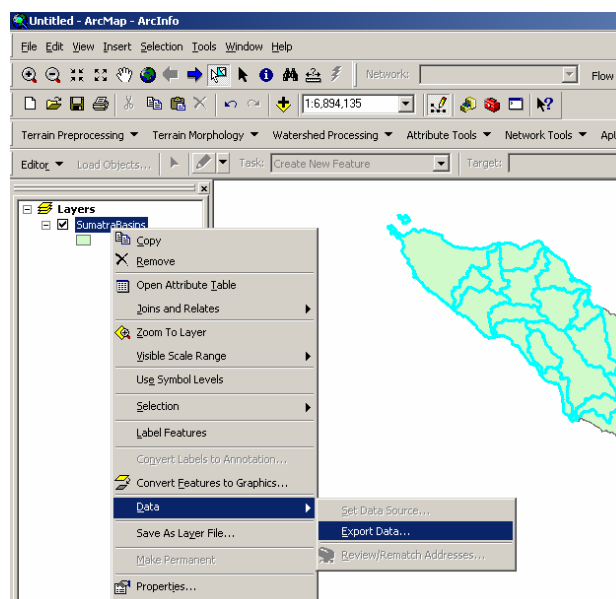 Untitled - ArcMap - ArcInfo
File Edit View Insert Selection Tools Window Help
Network: Flow
1:6,894,135
Terrain Preprocessing Terrain Morphology Watershed Processing Attribute Tools Network Tools
Editor Load Objects... Task: Create New Feature Target:
Layers
SumatraBasins
Copy
Remove
Open Attribute Table
Joins and Relates
Zoom To Layer
Visible Scale Range
Use Symbol Levels
Selection
Label Features
Convert Labels to Annotation...
Convert Features to Graphics...
Data
Set Data Source...
Save As Layer File...
Export Data...
Make Permanent
Review/Rematch Addresses...
Properties...